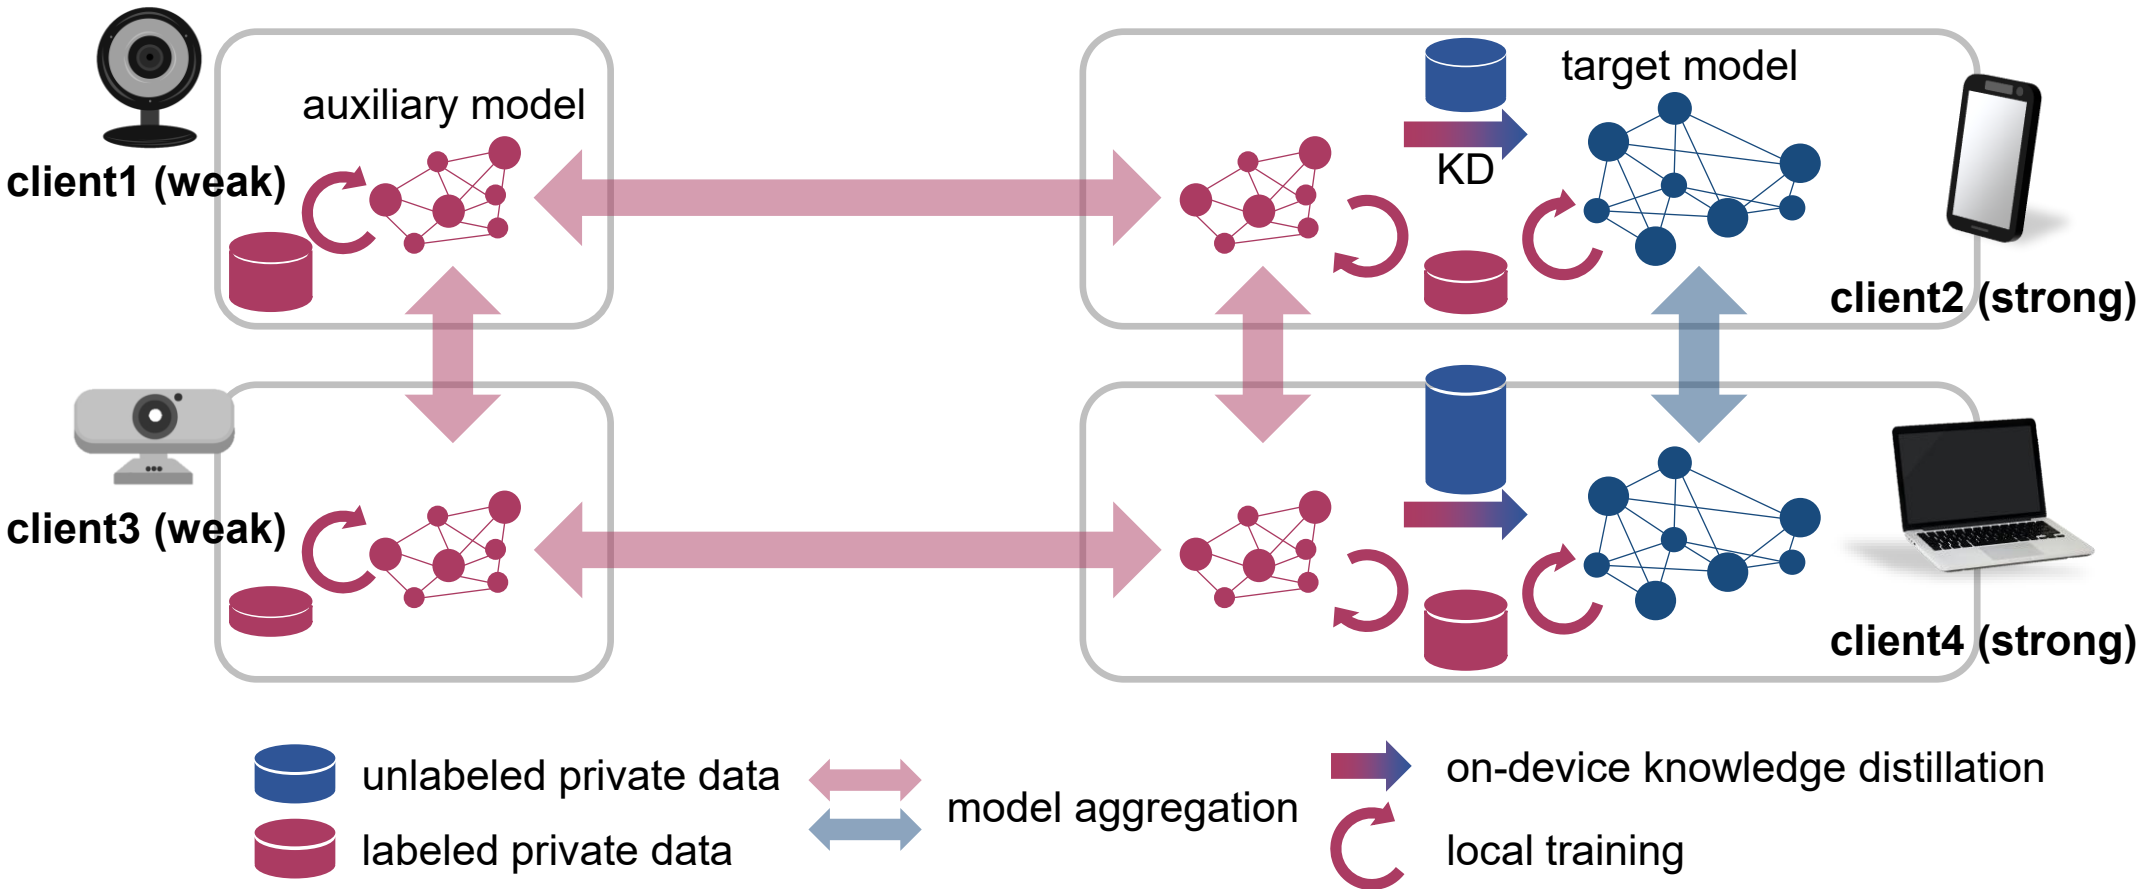 auxiliary model
target model
KD
client1 (weak)
client2 (strong)
client3 (weak)
client4 (strong)
unlabeled private data
labeled private data
model aggregation
on-device knowledge distillation
local training